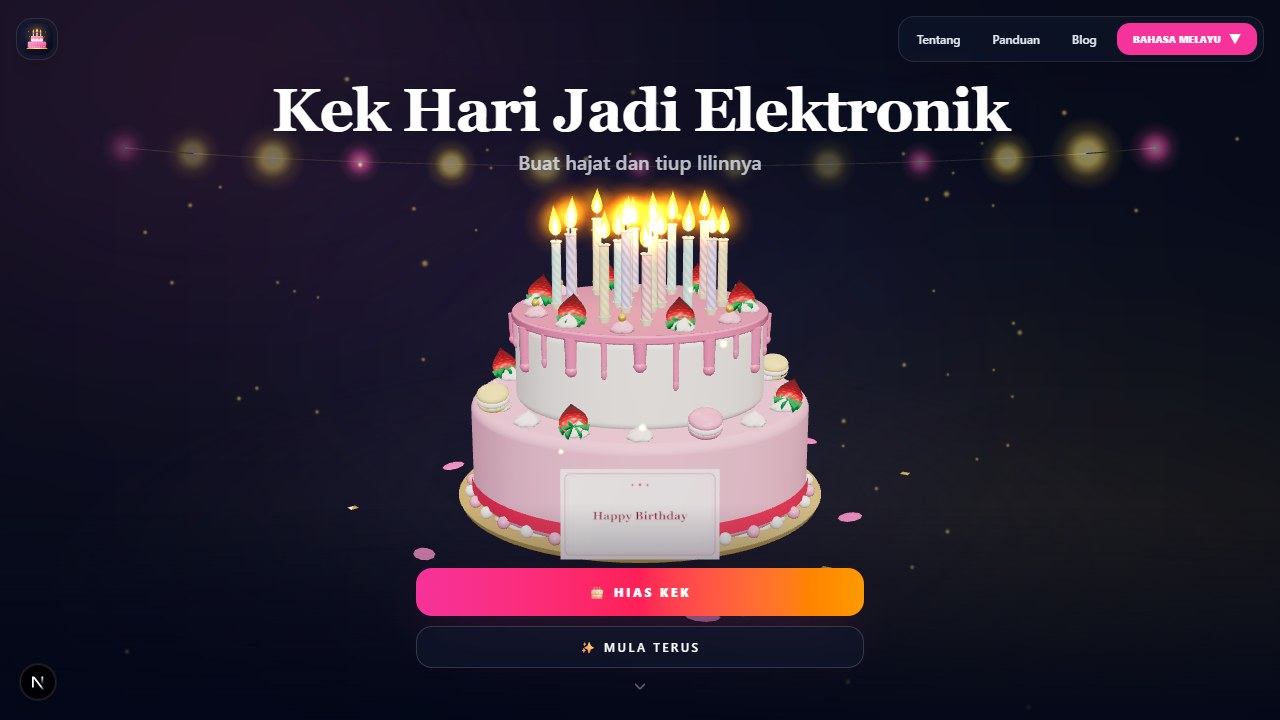 Tentang
Panduan
Blog
BAHASA MELAYU ▼
Kek Hari Jadi Elektronik
Buat hajat dan tiup lilinnya
Happy Birthday
🎂 HIAS KEK
✨ MULA TERUS
N